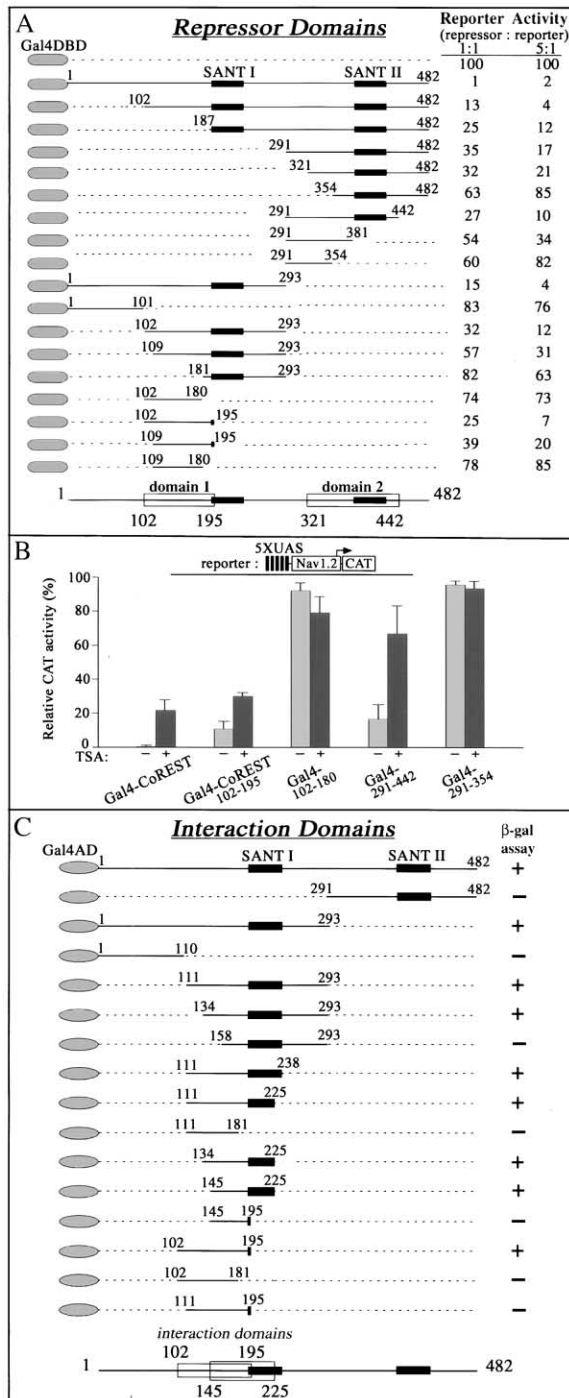 A Repressor Domains
Reporter Activity
(repressor : reporter)
1:1 5:1
Gal4DBD
100 100
1 SANT I SANT II 482 1 2
102 482 13 4
187 482 25 12
291 482 35 17
321 482 32 21
354 482 63 85
291 442 27 10
291 381 54 34
291 354 60 82
1 293 15 4
1 101 83 76
102 293 32 12
109 293 57 31
181 293 82 63
102 180 74 73
102 195 25 7
109 195 39 20
109 180 78 85
1 domain 1 domain 2 482
102 195 321 442
B 5XUAS
reporter : Nav1.2 CAT
Relative CAT activity (%)
100
80
60
40
20
0
TSA: – + – + – + – + – +
Gal4-CoREST
Gal4-CoREST 102-195
Gal4-102-180
Gal4-291-442
Gal4-291-354
C Interaction Domains
β-gal assay
Gal4AD
1 SANT I SANT II 482 +
291 482 –
1 293 +
1 110 –
111 293 +
134 293 +
158 293 –
111 238 +
111 225 +
111 181 –
134 225 +
145 225 +
145 195 –
102 195 +
102 181 –
111 195 –
interaction domains
102 195
1 482
145 225